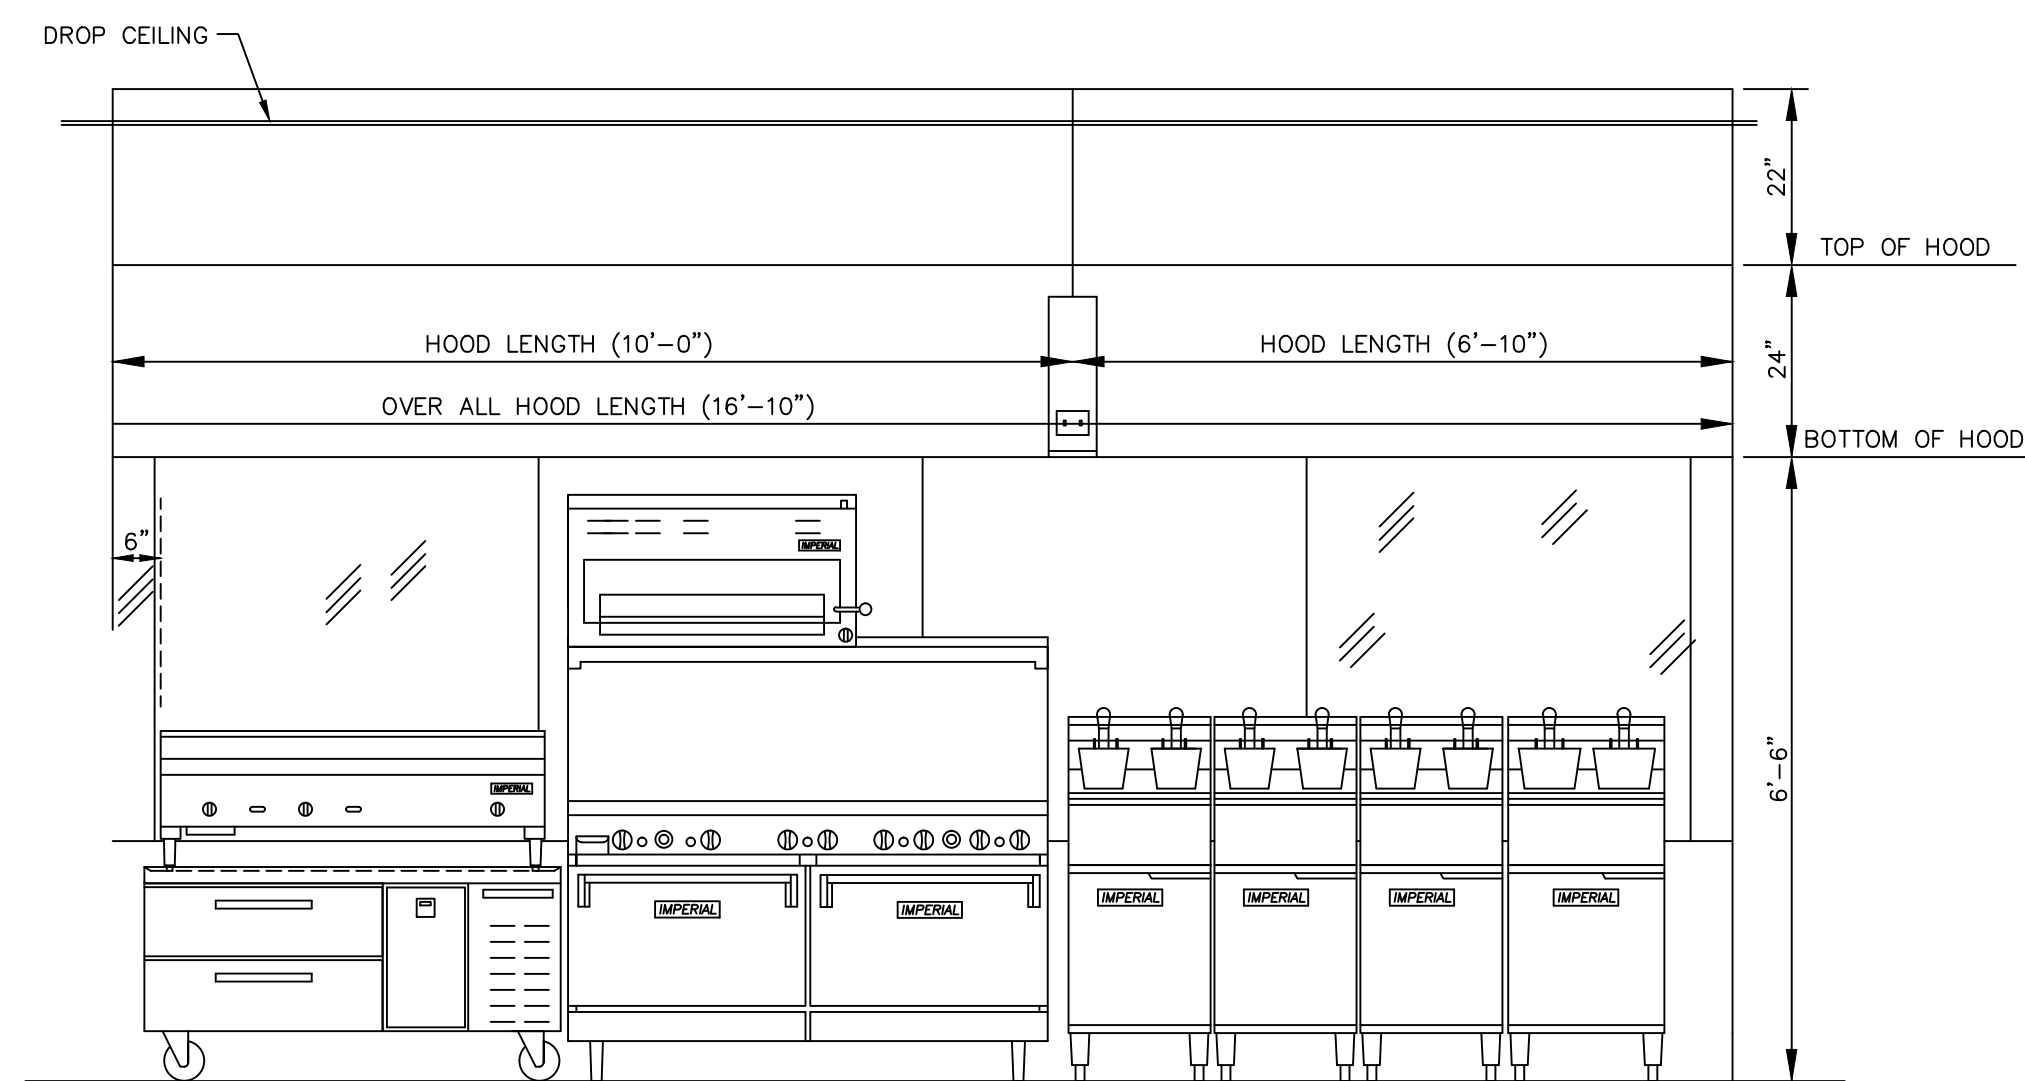 DROP CEILING
22”
TOP OF HOOD
HOOD LENGTH (10’–0”)
HOOD LENGTH (6’–10”)
24”
OVER ALL HOOD LENGTH (16’–10”)
BOTTOM OF HOOD
6”
IMPERIAL
6’–6”
IMPERIAL
IMPERIAL
IMPERIAL
IMPERIAL
IMPERIAL
IMPERIAL
IMPERIAL